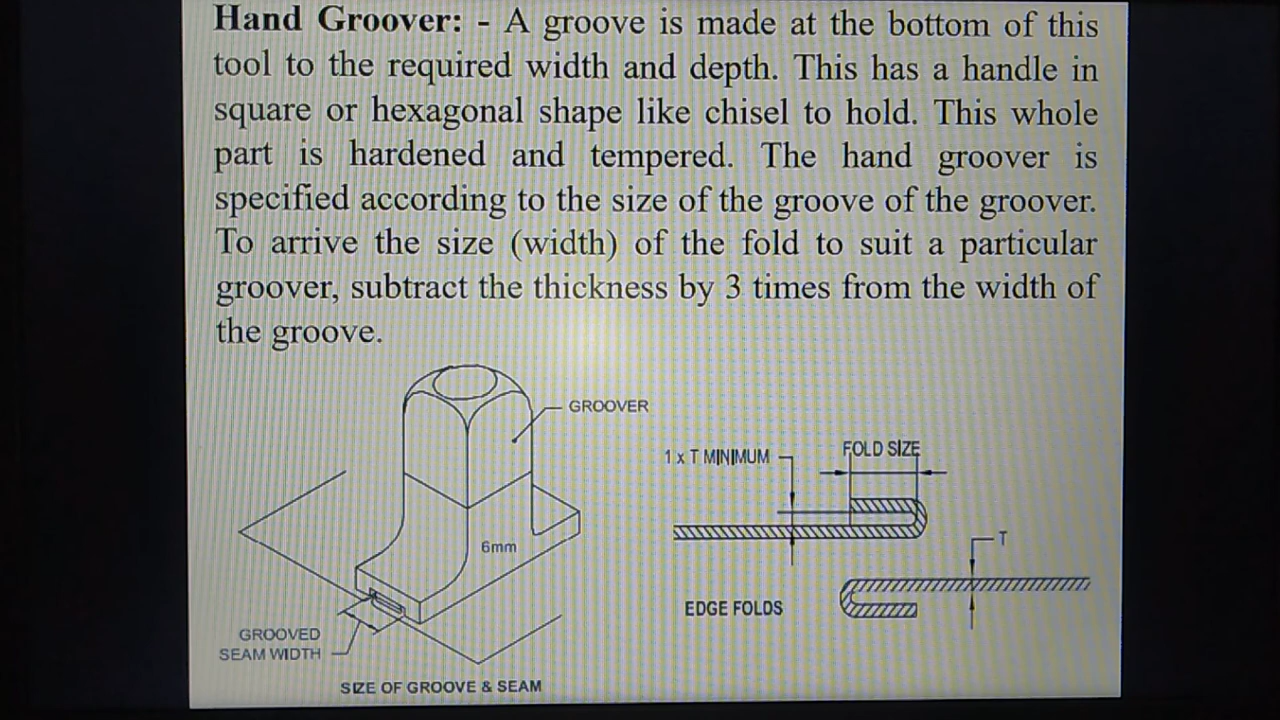 Hand Groover: - A groove is made at the bottom of this
tool to the required width and depth. This has a handle in
square or hexagonal shape like chisel to hold. This whole
part is hardened and tempered. The hand groover is
specified according to the size of the groove of the groover.
To arrive the size (width) of the fold to suit a particular
groover, subtract the thickness by 3 times from the width of
the groove.
GROOVER
1 x T MINIMUM
FOLD SIZE
6mm
T
EDGE FOLDS
GROOVED
SEAM WIDTH
SIZE OF GROOVE & SEAM